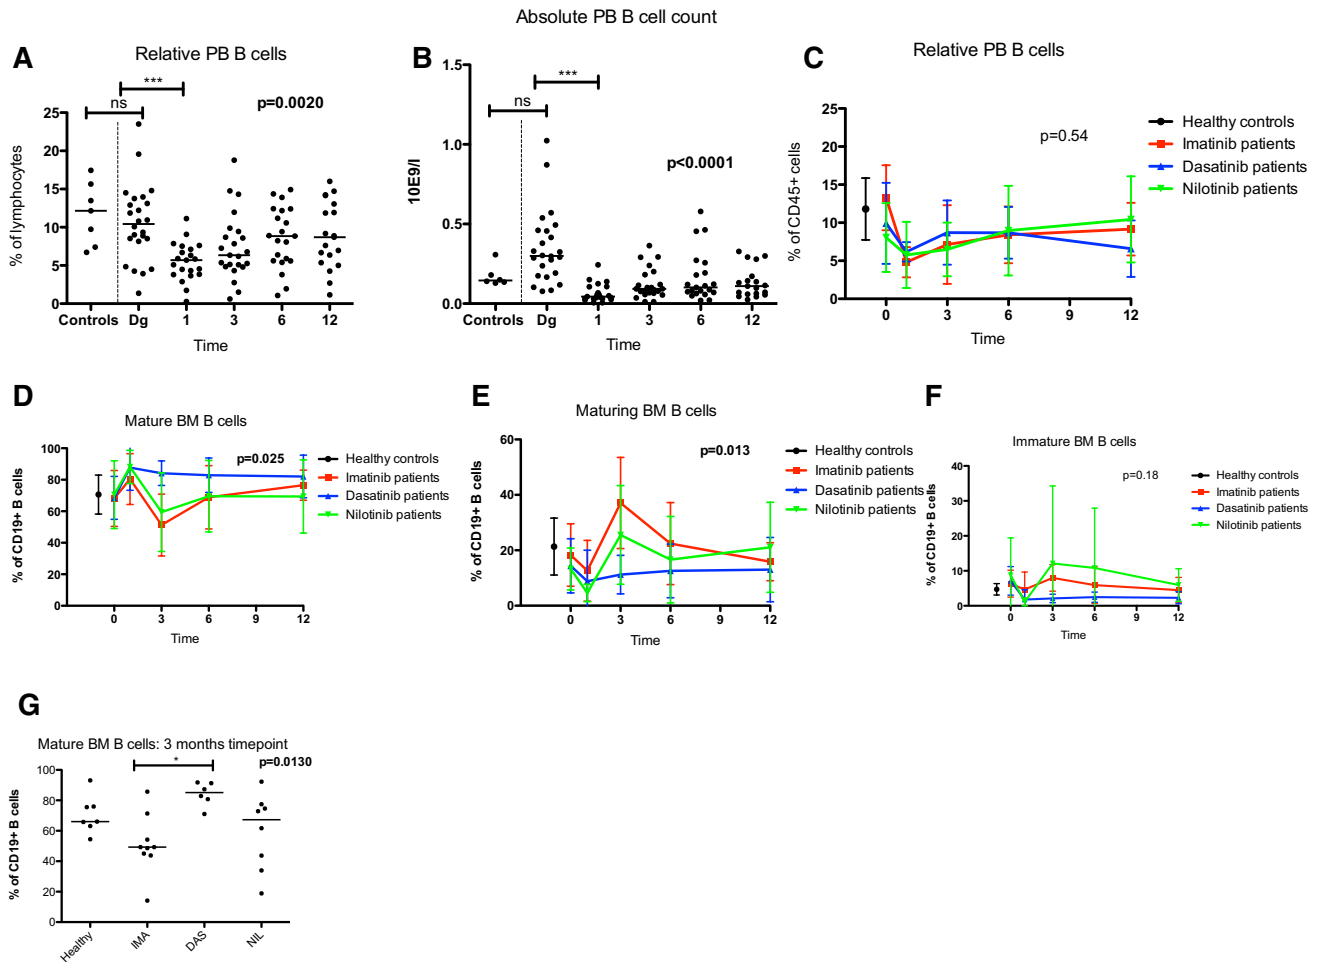 Absolute PB B cell count
A
Relative PB B cells
***
ns
p=0.0020
% of lymphocytes
25
20
15
10
5
0
Controls Dg 1 3 6 12
Time
B
***
ns
p<0.0001
10E9/l
1.5
1.0
0.5
0.0
Controls Dg 1 3 6 12
Time
C
Relative PB B cells
p=0.54
% of CD45+ cells
25
20
15
10
5
0
0 3 6 9 12
Time
Healthy controls
Imatinib patients
Dasatinib patients
Nilotinib patients
D
Mature BM B cells
p=0.025
% of CD19+ B cells
100
80
60
40
20
0
0 3 6 9 12
Time
Healthy controls
Imatinib patients
Dasatinib patients
Nilotinib patients
E
Maturing BM B cells
p=0.013
% of CD19+ B cells
60
40
20
0
0 3 6 9 12
Time
Healthy controls
Imatinib patients
Dasatinib patients
Nilotinib patients
F
Immature BM B cells
p=0.18
% of CD19+ B cells
40
30
20
10
0
0 3 6 9 12
Time
Healthy controls
Imatinib patients
Dasatinib patients
Nilotinib patients
G
Mature BM B cells: 3 months timepoint
*
p=0.0130
% of CD19+ B cells
100
80
60
40
20
0
Healthy IMA DAS NIL